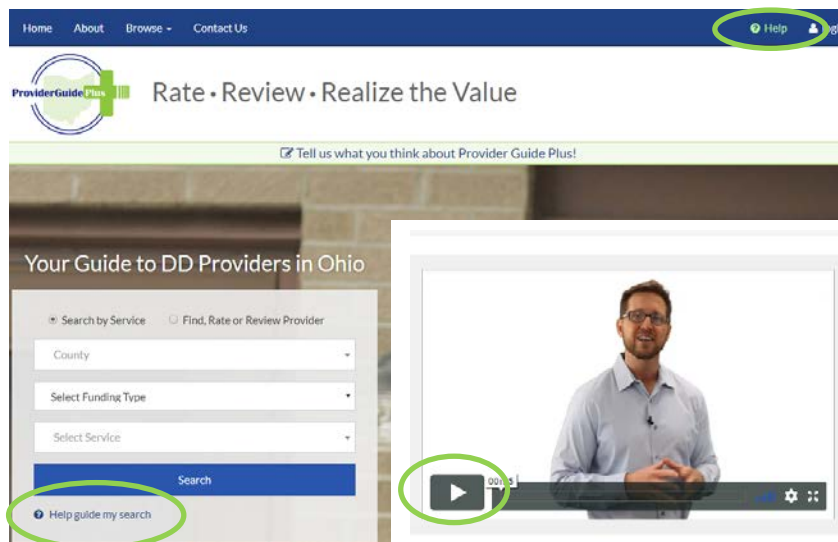 Home About Browse Contact Us Help
ProviderGuide Plus
Rate • Review • Realize the Value
Tell us what you think about Provider Guide Plus!
Your Guide to DD Providers in Ohio
Search by Service Find, Rate or Review Provider
County
Select Funding Type
Select Service
Search
Help guide my search